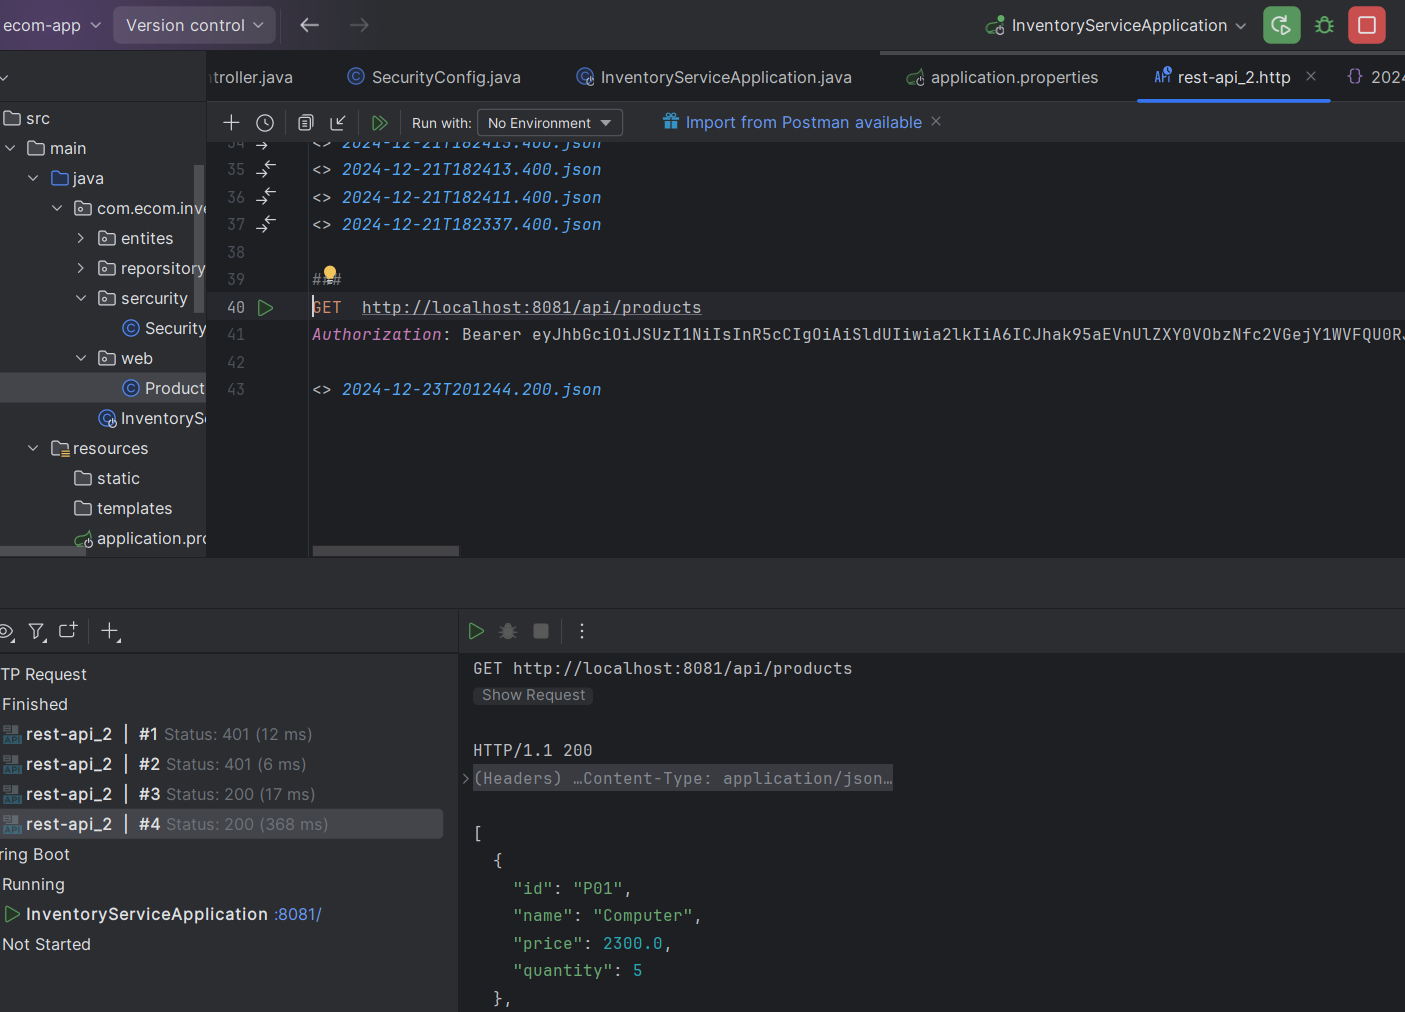 ecom-app Version control InventoryServiceApplication
ntroller.java SecurityConfig.java InventoryServiceApplication.java application.properties rest-api_2.http 2024
Run with: No Environment Import from Postman available
src
main
java
com.ecom.inve
entites
reporsitory
sercurity
Security
web
Product
InventoryS
resources
static
templates
application.pro
34 <> 2024-12-21T182415.400.json
35 <> 2024-12-21T182413.400.json
36 <> 2024-12-21T182411.400.json
37 <> 2024-12-21T182337.400.json
38
39 ###
40 GET http://localhost:8081/api/products
41 Authorization: Bearer
42
43 <> 2024-12-23T201244.200.json
TP Request
Finished
rest-api_2 | #1 Status: 401 (12 ms)
rest-api_2 | #2 Status: 401 (6 ms)
rest-api_2 | #3 Status: 200 (17 ms)
rest-api_2 | #4 Status: 200 (368 ms)
ring Boot
Running
InventoryServiceApplication :8081/
Not Started
GET http://localhost:8081/api/products
Show Request
HTTP/1.1 200
(Headers) …Content-Type: application/json…
[
{
"id": "P01",
"name": "Computer",
"price": 2300.0,
"quantity": 5
},